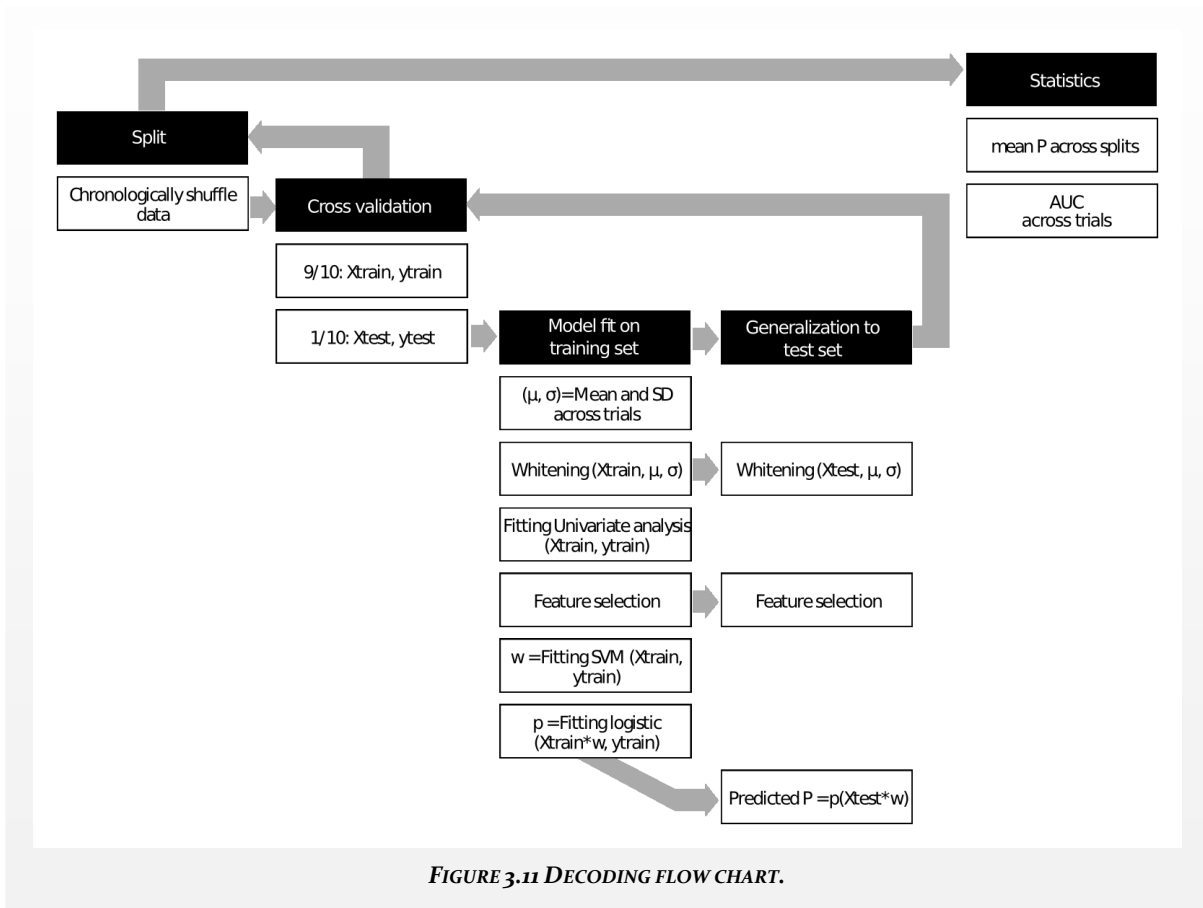 Statistics
Split
mean P across splits
Chronologically shuffle
data
Cross validation
AUC
across trials
9/10: Xtrain, ytrain
1/10: Xtest, ytest
Model fit on
training set
Generalization to
test set
(μ, σ)=Mean and SD
across trials
Whitening (Xtrain, μ, σ)
Whitening (Xtest, μ, σ)
Fitting Univariate analysis
(Xtrain, ytrain)
Feature selection
Feature selection
w =Fitting SVM (Xtrain,
ytrain)
p =Fitting logistic
(Xtrain*w, ytrain)
Predicted P =p(Xtest*w)
FIGURE 3.11 DECODING FLOW CHART.